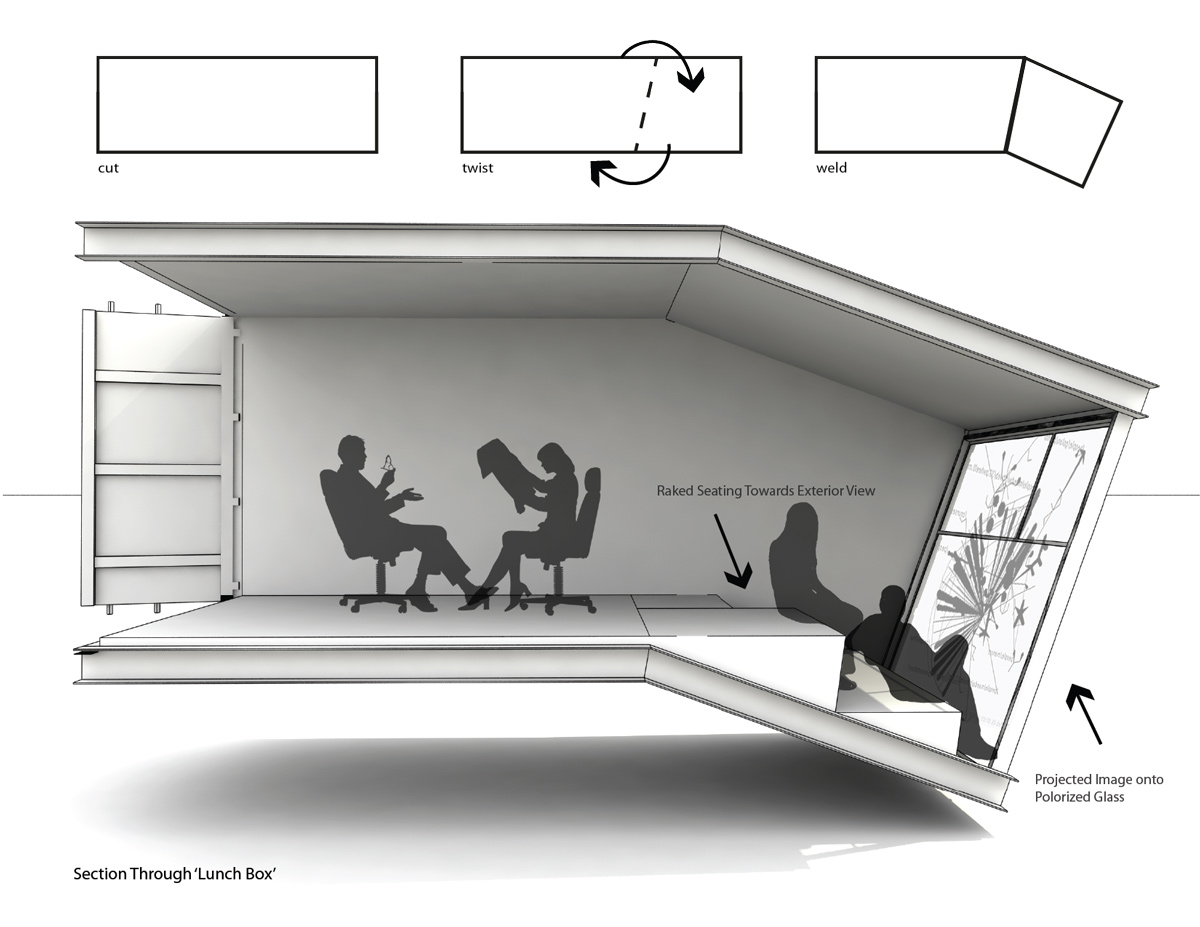 cut
twist
weld
Raked Seating Towards Exterior View
Projected Image onto
Polorized Glass
Section Through ‘Lunch Box’